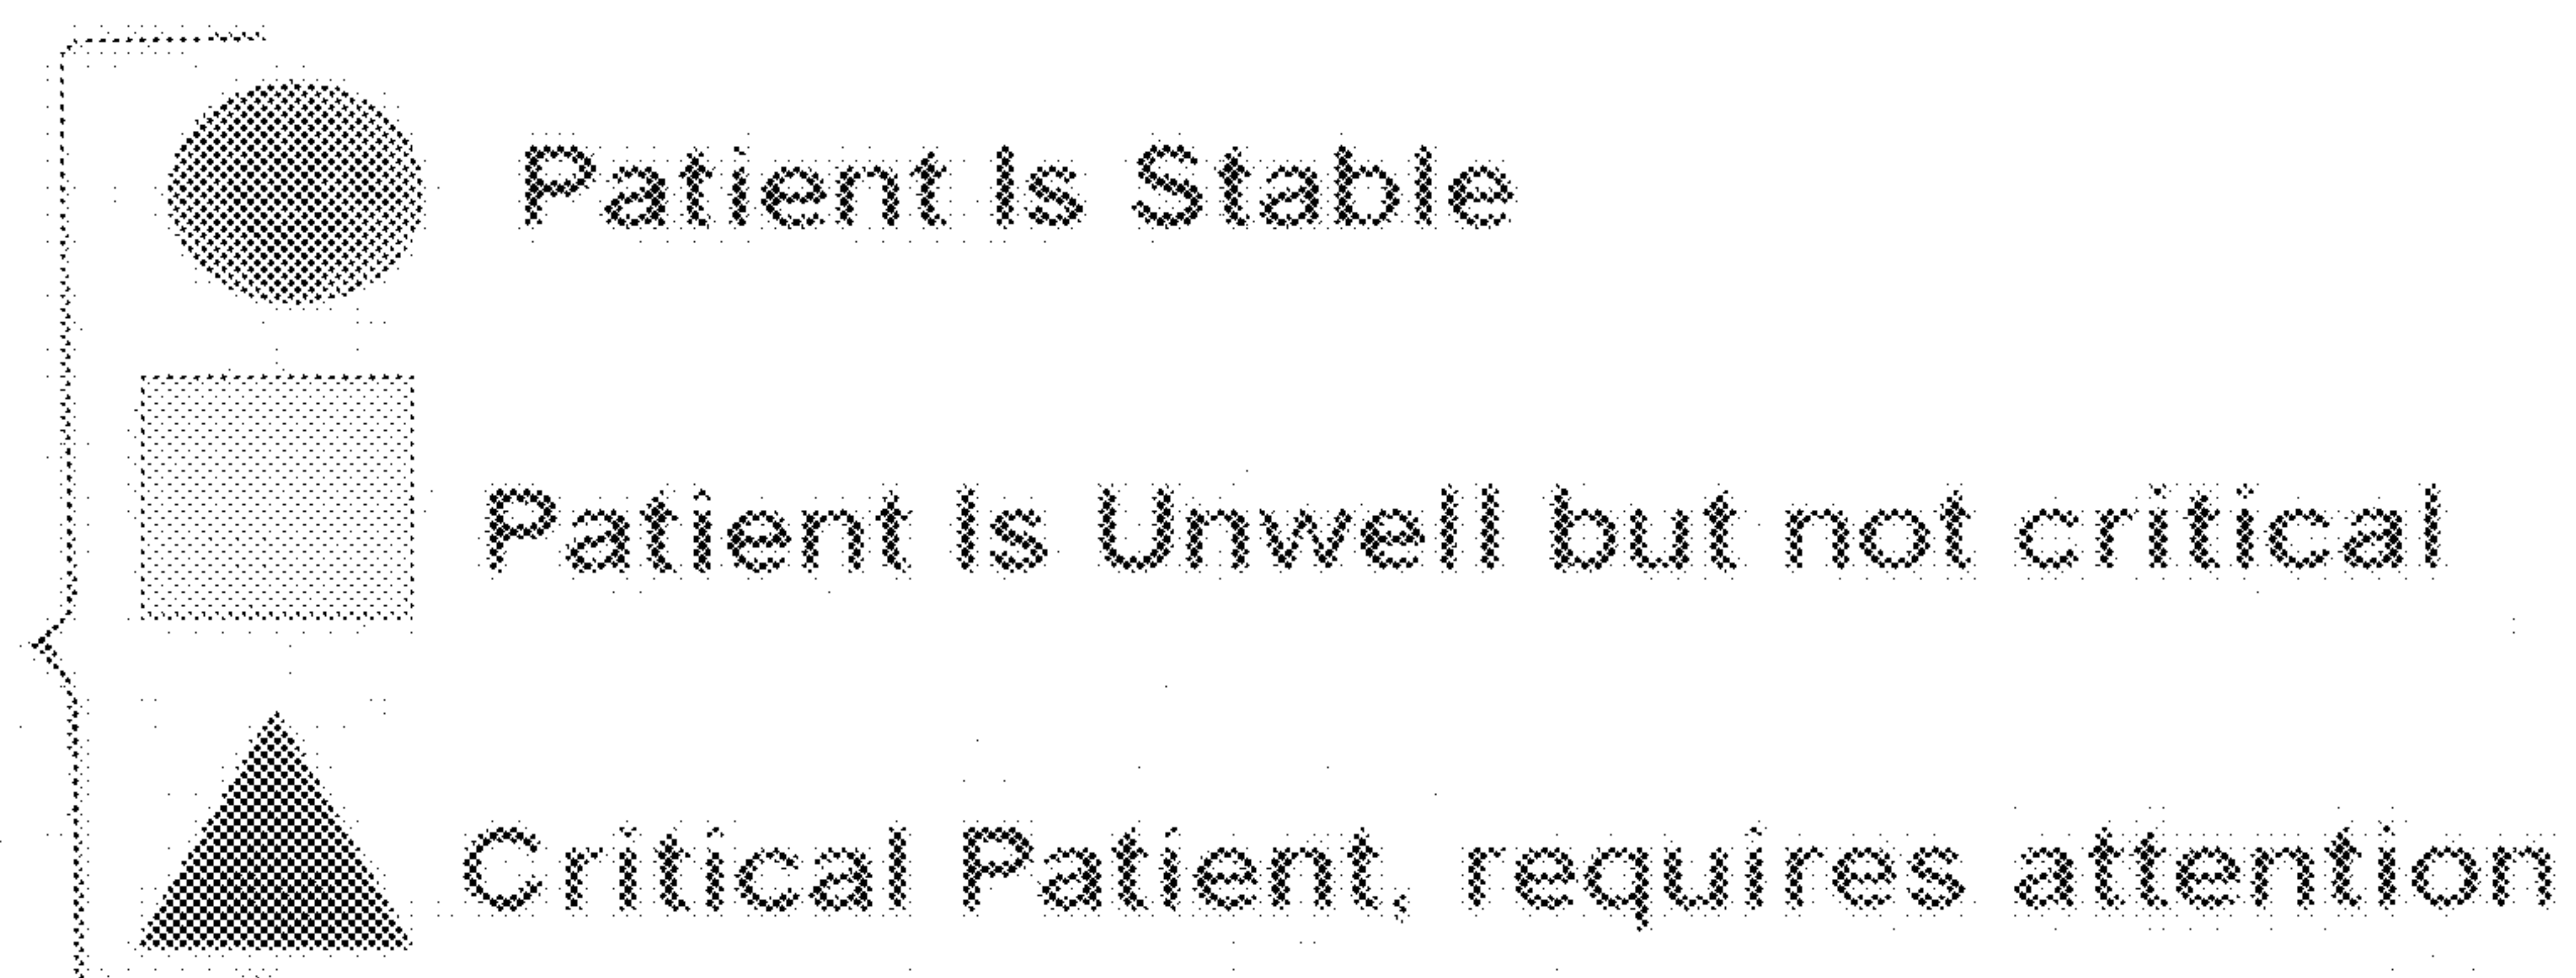 Patient Is Stable
Patient Is Unwell but not critical
Critical Patient, requires attention